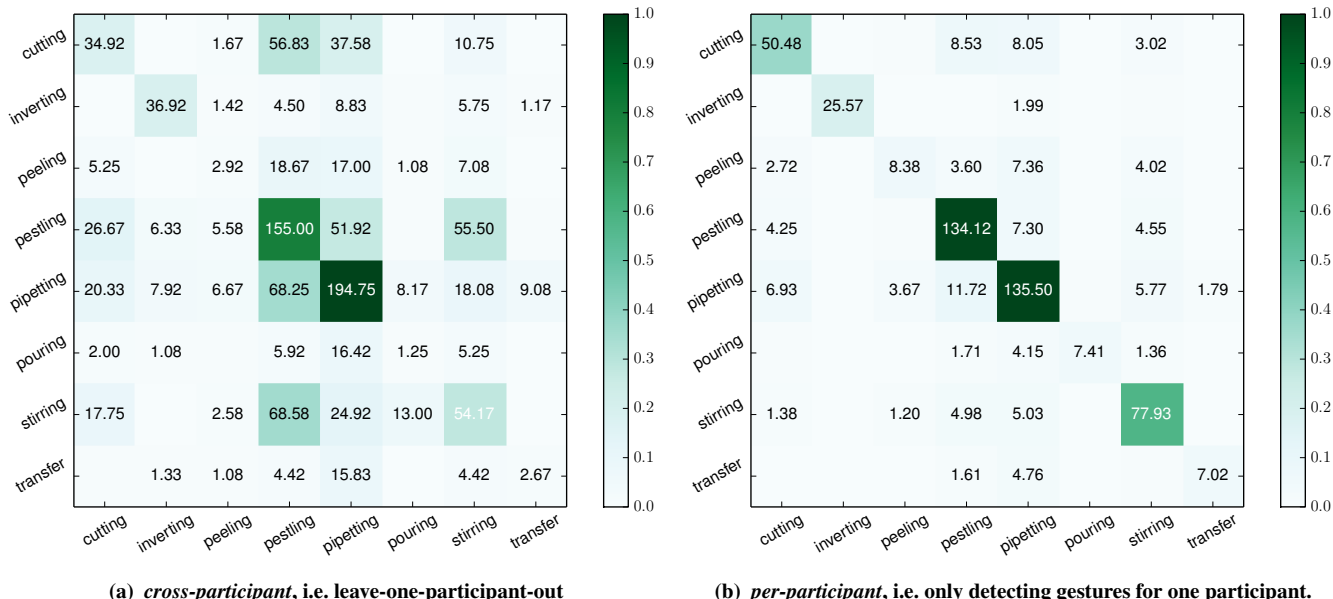 cutting 34.92 1.67 56.83 37.58 10.75
inverting 36.92 1.42 4.50 8.83 5.75 1.17
peeling 5.25 2.92 18.67 17.00 1.08 7.08
pestling 26.67 6.33 5.58 155.00 51.92 55.50
pipetting 20.33 7.92 6.67 68.25 194.75 8.17 18.08 9.08
pouring 2.00 1.08 5.92 16.42 1.25 5.25
stirring 17.75 2.58 68.58 24.92 13.00 54.17
transfer 1.33 1.08 4.42 15.83 4.42 2.67
cutting inverting peeling pestling pipetting pouring stirring transfer
1.0
0.9
0.8
0.7
0.6
0.5
0.4
0.3
0.2
0.1
0.0
(a) cross-participant, i.e. leave-one-participant-out
cutting 50.48 8.53 8.05 3.02
inverting 25.57 1.99
peeling 2.72 8.38 3.60 7.36 4.02
pestling 4.25 134.12 7.30 4.55
pipetting 6.93 3.67 11.72 135.50 5.77 1.79
pouring 1.71 4.15 7.41 1.36
stirring 1.38 1.20 4.98 5.03 77.93
transfer 1.61 4.76 7.02
cutting inverting peeling pestling pipetting pouring stirring transfer
1.0
0.9
0.8
0.7
0.6
0.5
0.4
0.3
0.2
0.1
0.0
(b) per-participant, i.e. only detecting gestures for one participant.